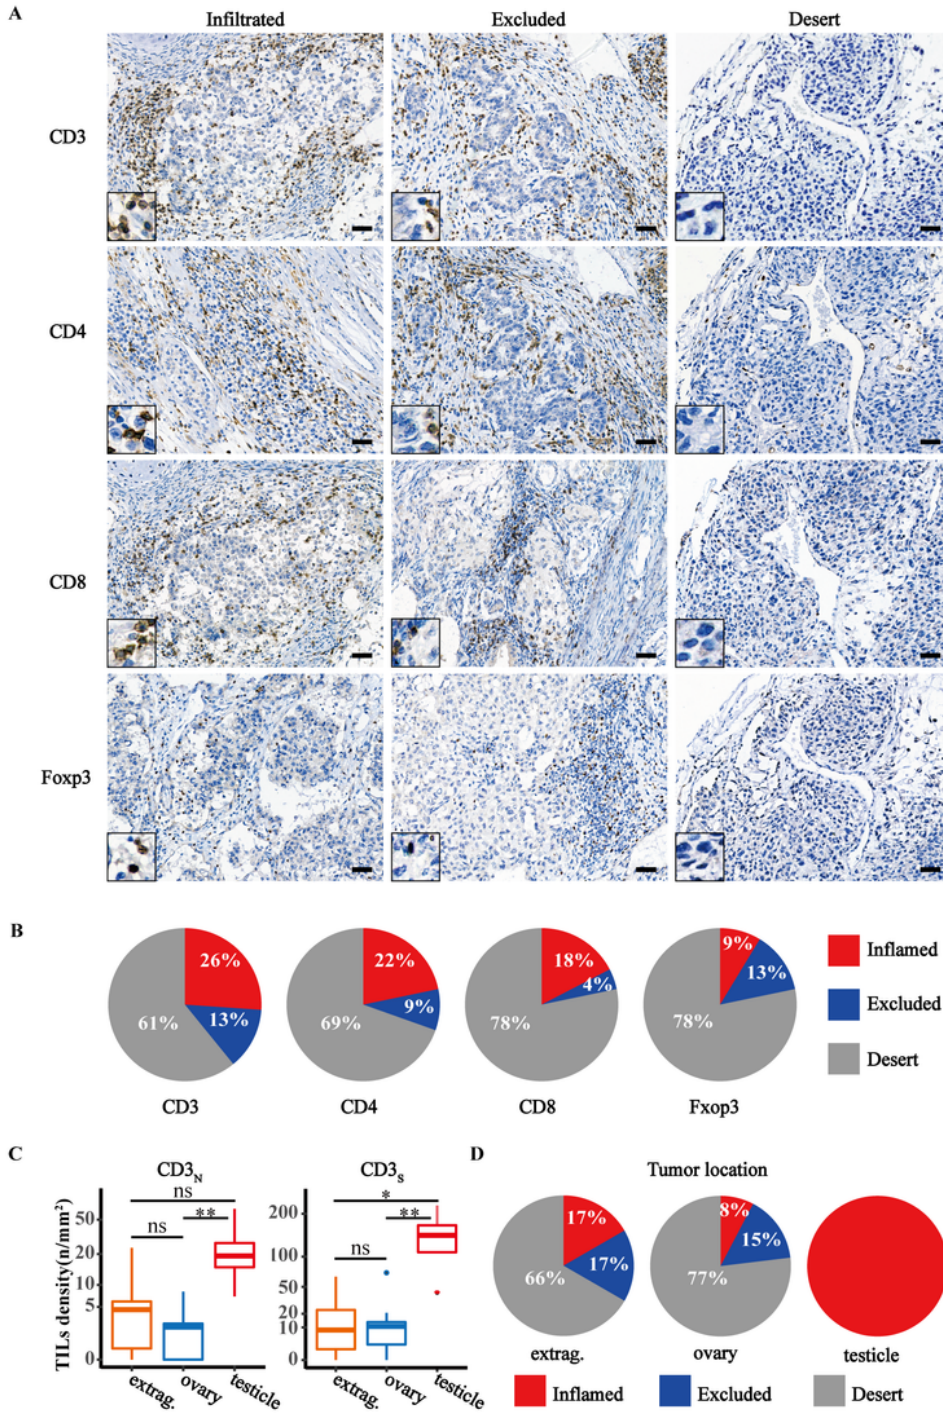 A
Infiltrated Excluded Desert
CD3
CD4
CD8
Foxp3
B
26%
13%
61%
CD3
22%
9%
69%
CD4
18%
4%
78%
CD8
9%
13%
78%
Fxop3
Inflamed
Excluded
Desert
C
TILs density(n/mm²)
CD3N
ns
ns
**
50
20
10
5
0
extrag. ovary testicle
CD3S
*
ns
**
200
100
50
20
10
0
extrag. ovary testicle
D
Tumor location
17%
17%
66%
extrag.
8%
15%
77%
ovary
testicle
Inflamed Excluded Desert